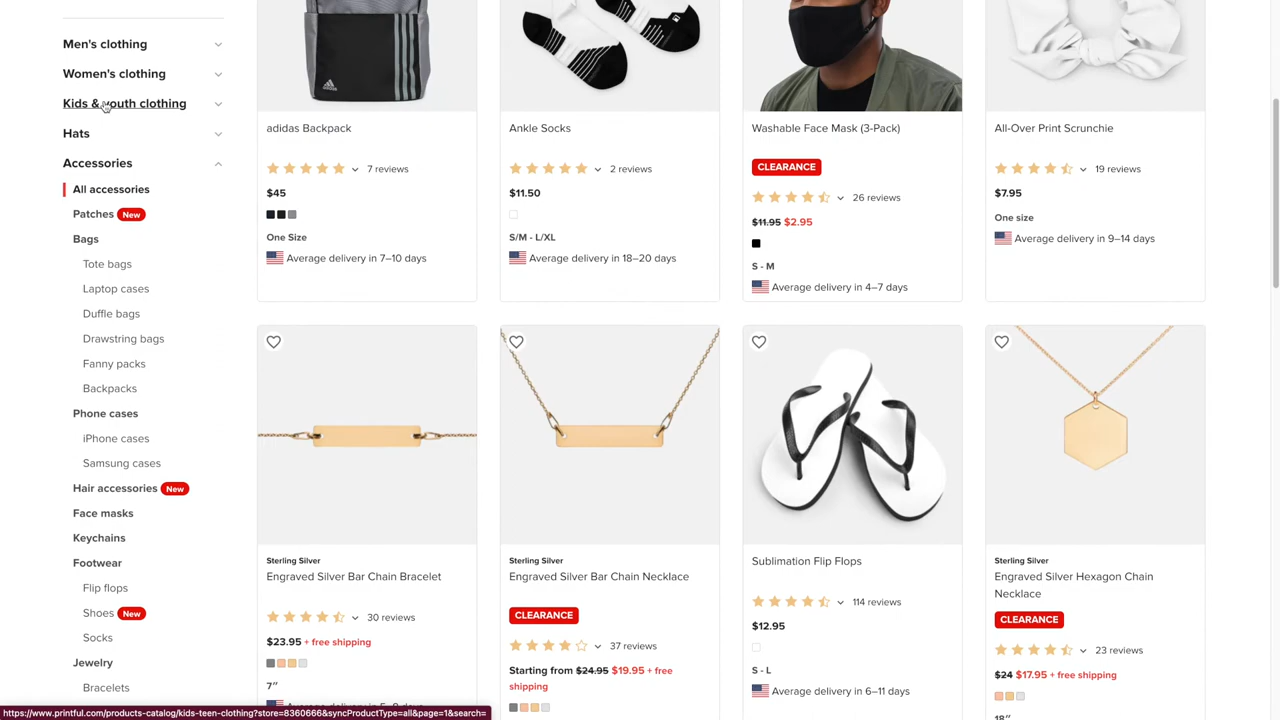 Men's clothing
Women's clothing
Kids & youth clothing
Hats
Accessories
All accessories
Patches New
Bags
Tote bags
Laptop cases
Duffle bags
Drawstring bags
Fanny packs
Backpacks
Phone cases
iPhone cases
Samsung cases
Hair accessories New
Face masks
Keychains
Footwear
Flip flops
Shoes New
Socks
Jewelry
Bracelets
adidas
adidas Backpack
7 reviews
$45
One Size
Average delivery in 7–10 days
Ankle Socks
2 reviews
$11.50
S/M - L/XL
Average delivery in 18–20 days
Washable Face Mask (3-Pack)
CLEARANCE
26 reviews
$11.95 $2.95
S - M
Average delivery in 4–7 days
All-Over Print Scrunchie
19 reviews
$7.95
One size
Average delivery in 9–14 days
Sterling Silver
Engraved Silver Bar Chain Bracelet
30 reviews
$23.95 + free shipping
7″
Sterling Silver
Engraved Silver Bar Chain Necklace
CLEARANCE
37 reviews
Starting from $24.95 $19.95 + free
shipping
Sublimation Flip Flops
114 reviews
$12.95
S - L
Average delivery in 6–11 days
Sterling Silver
Engraved Silver Hexagon Chain
Necklace
CLEARANCE
23 reviews
$24 $17.95 + free shipping
18″
https://www.printful.com/products-catalog/kids-teen-clothing?store=8360666&syncProductType=all&page=1&search=